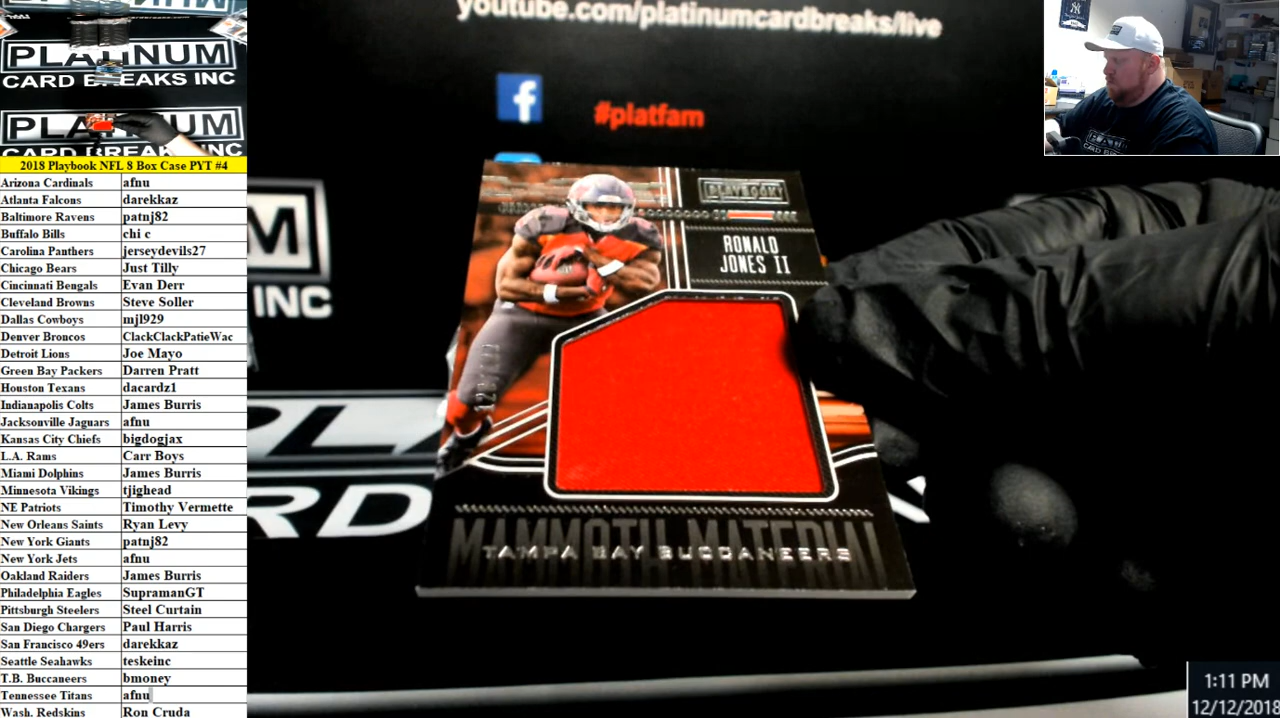 youtube.com/platinumcardbreaks/live
#platfam
PLATINUM
CARD BREAKS INC
PLATINUM
CARD BREAKS INC
2018 Playbook NFL 8 Box Case PYT #4
Arizona Cardinals afnu
Atlanta Falcons darekkaz
Baltimore Ravens patnj82
Buffalo Bills chi c
Carolina Panthers jerseydevils27
Chicago Bears Just Tilly
Cincinnati Bengals Evan Derr
Cleveland Browns Steve Soller
Dallas Cowboys mjl929
Denver Broncos ClackClackPatieWac
Detroit Lions Joe Mayo
Green Bay Packers Darren Pratt
Houston Texans dacardz1
Indianapolis Colts James Burris
Jacksonville Jaguars afnu
Kansas City Chiefs bigdogjax
L.A. Rams Carr Boys
Miami Dolphins James Burris
Minnesota Vikings tjighead
NE Patriots Timothy Vermette
New Orleans Saints Ryan Levy
New York Giants patnj82
New York Jets afnu
Oakland Raiders James Burris
Philadelphia Eagles SupramanGT
Pittsburgh Steelers Steel Curtain
San Diego Chargers Paul Harris
San Francisco 49ers darekkaz
Seattle Seahawks teskeinc
T.B. Buccaneers bmoney
Tennessee Titans afnu
Wash. Redskins Ron Cruda
M
INC
PLA
CARD
PLAYBOOK
RONALD
JONES II
MAMMOTH MATERIAL
TAMPA BAY BUCCANEERS
1:11 PM
12/12/2018